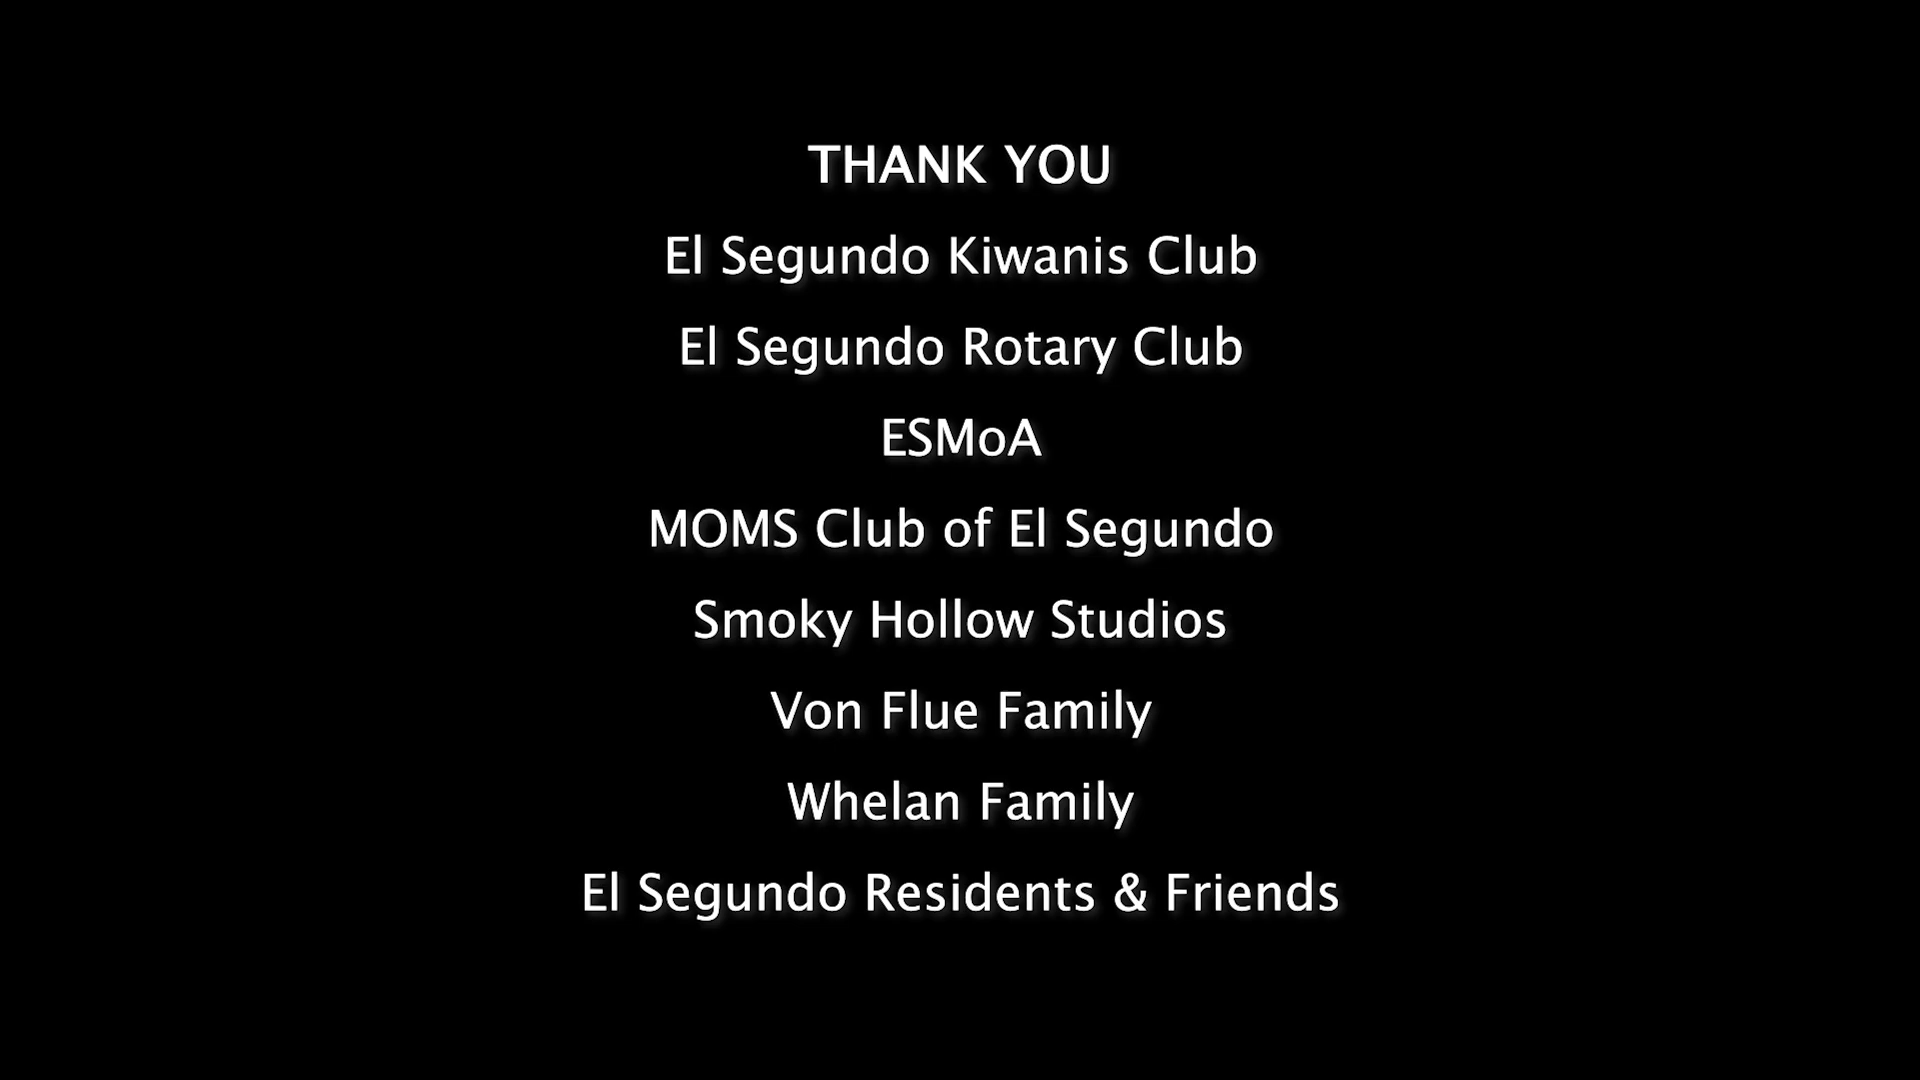 THANK YOU
El Segundo Kiwanis Club
El Segundo Rotary Club
ESMoA
MOMS Club of El Segundo
Smoky Hollow Studios
Von Flue Family
Whelan Family
El Segundo Residents & Friends